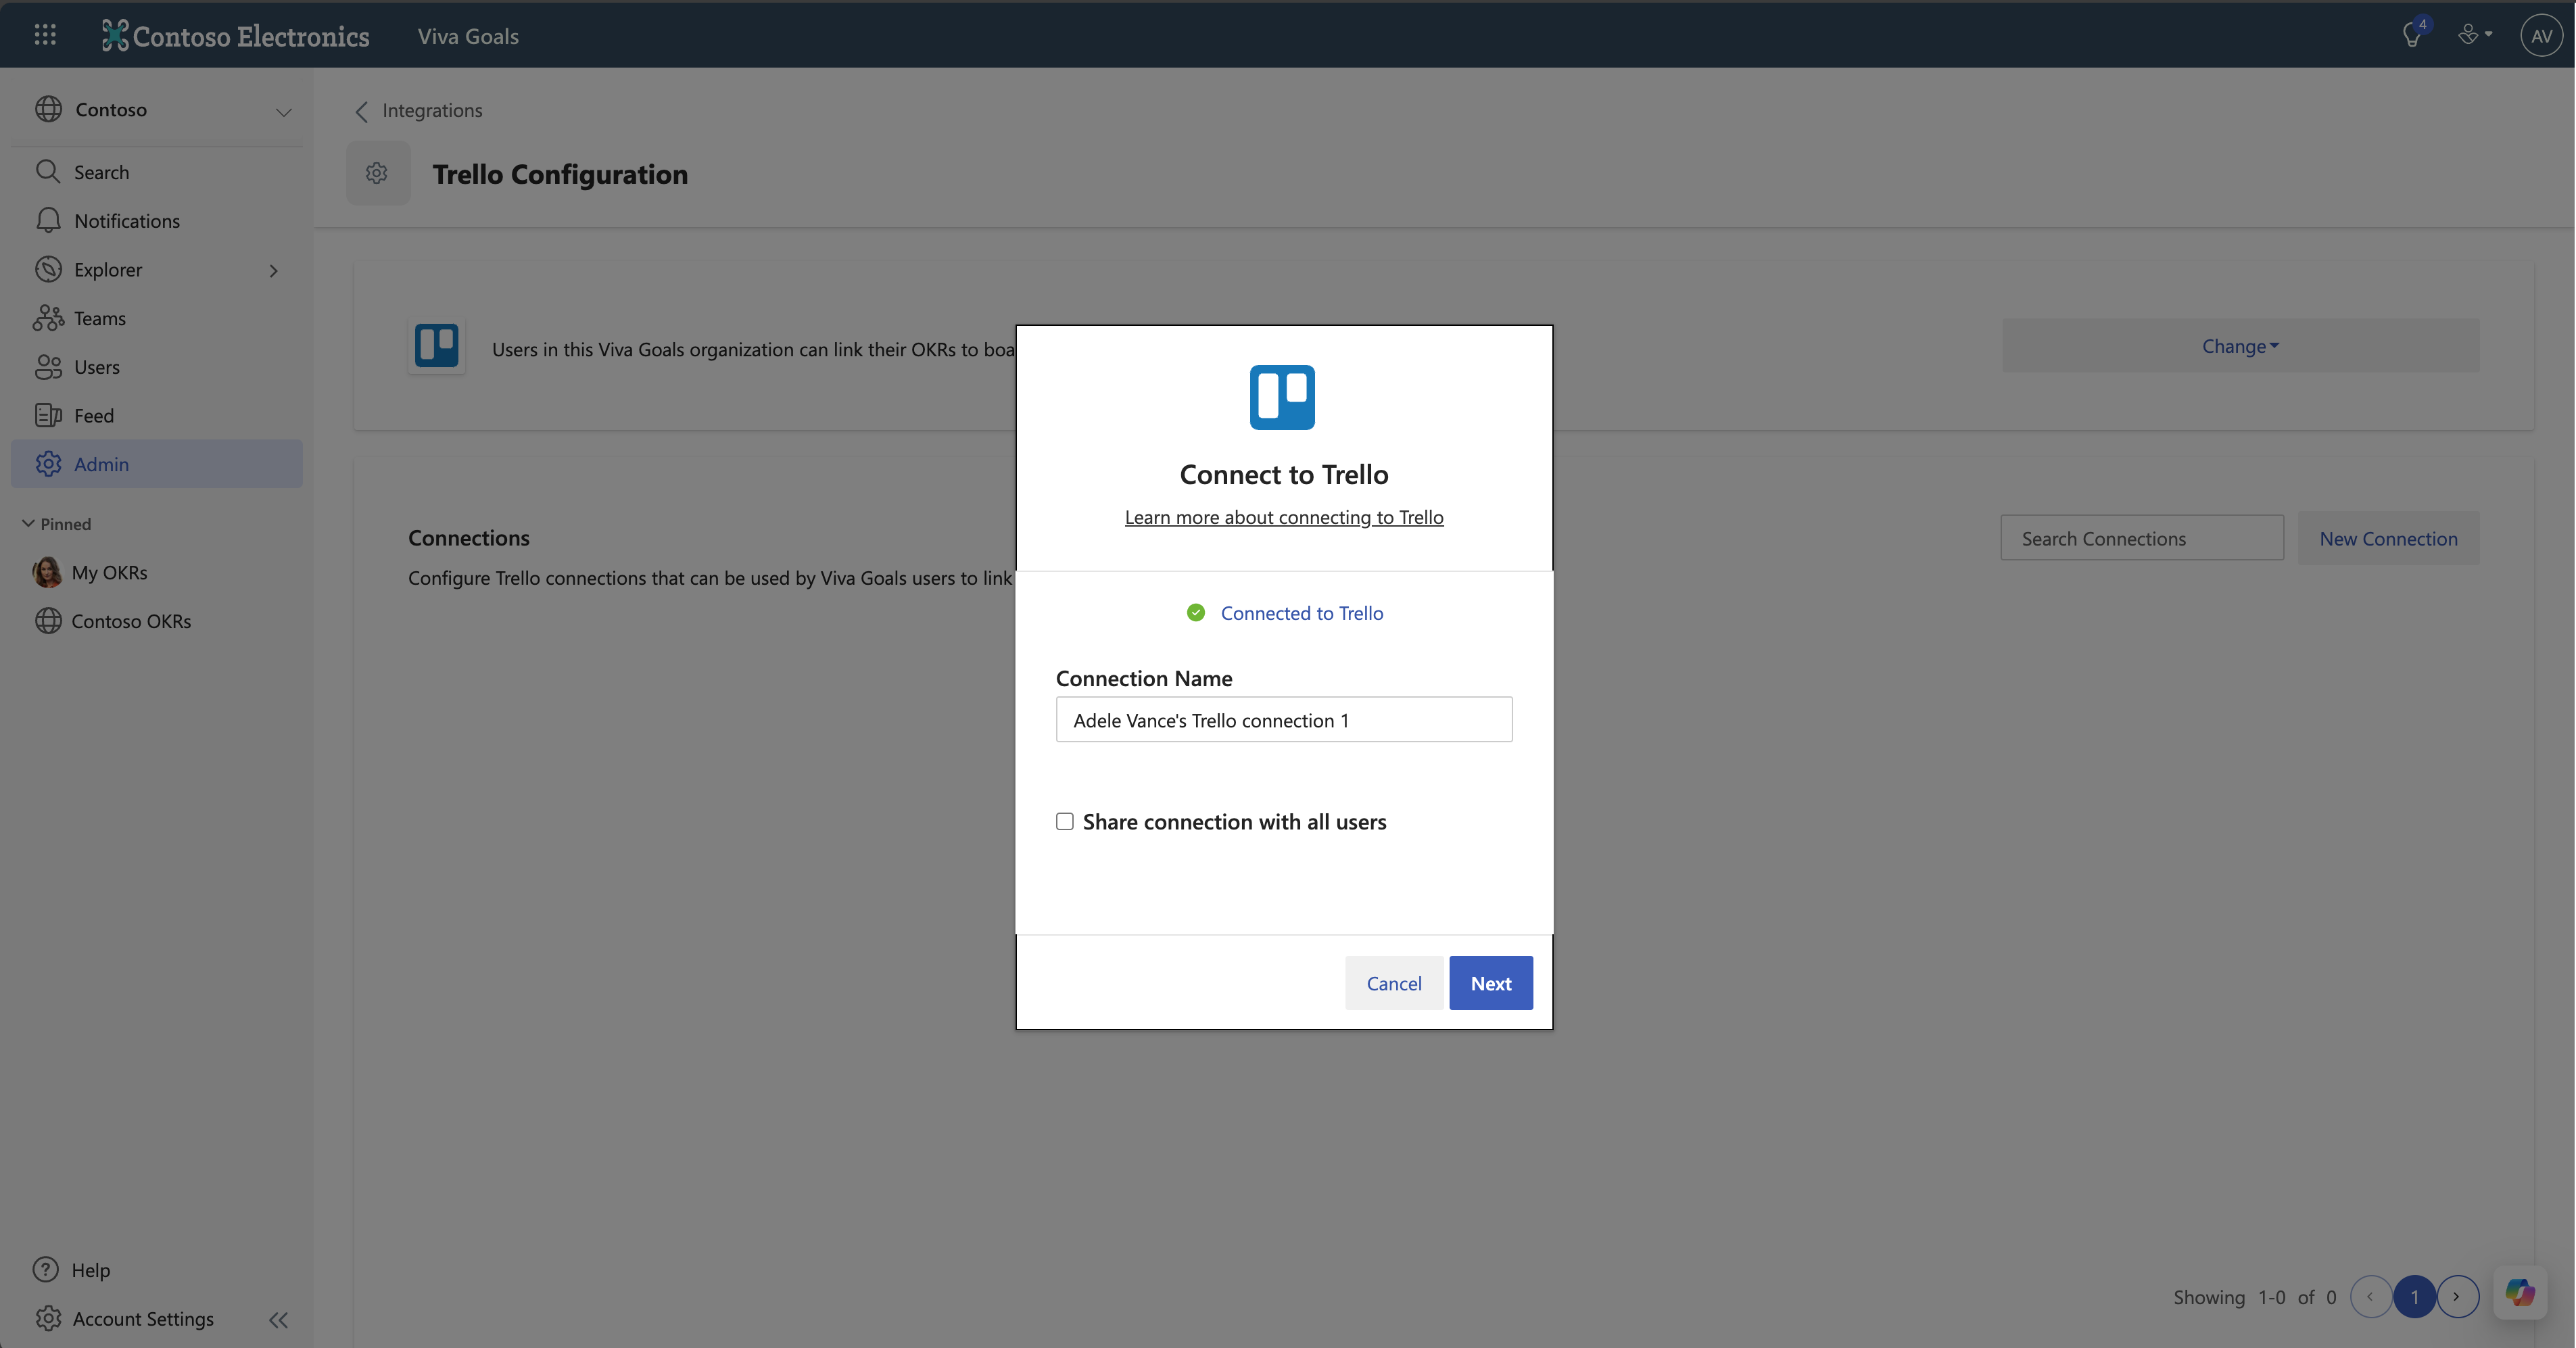 Contoso Electronics
Viva Goals
4
AV
Contoso
Search
Notifications
Explorer
Teams
Users
Feed
Admin
Pinned
My OKRs
Contoso OKRs
Help
Account Settings
Integrations
Trello Configuration
Users in this Viva Goals organization can link their OKRs to boa
Change
Connections
Configure Trello connections that can be used by Viva Goals users to link
Search Connections
New Connection
Connect to Trello
Learn more about connecting to Trello
Connected to Trello
Connection Name
Adele Vance's Trello connection 1
Share connection with all users
Cancel
Next
Showing 1-0 of 0
1